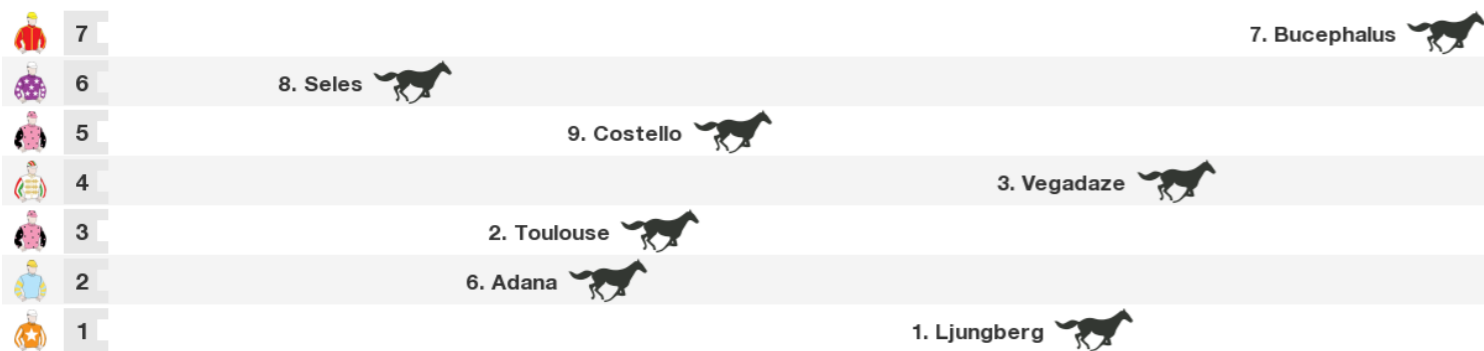 7 7. Bucephalus
6 8. Seles
5 9. Costello
4 3. Vegadaze
3 2. Toulouse
2 6. Adana
1 1. Ljungberg